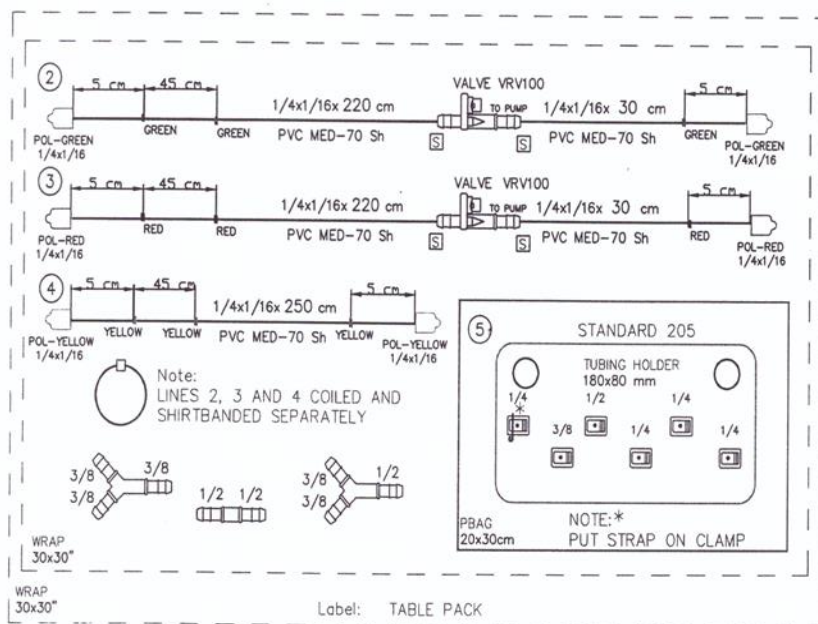 2
5 cm
45 cm
1/4x1/16x 220 cm
VALVE VRV100
TO PUMP
1/4x1/16x 30 cm
5 cm
POL-GREEN
1/4x1/16
GREEN
GREEN
PVC MED-70 Sh
S
S
PVC MED-70 Sh
GREEN
POL-GREEN
1/4x1/16
3
5 cm
45 cm
1/4x1/16x 220 cm
VALVE VRV100
TO PUMP
1/4x1/16x 30 cm
5 cm
POL-RED
1/4x1/16
RED
RED
PVC MED-70 Sh
S
S
PVC MED-70 Sh
RED
POL-RED
1/4x1/16
4
5 cm
45 cm
1/4x1/16x 250 cm
5 cm
POL-YELLOW
1/4x1/16
YELLOW
YELLOW
PVC MED-70 Sh
YELLOW
POL-YELLOW
1/4x1/16
Note:
LINES 2, 3 AND 4 COILED AND
SHIRTBANDED SEPARATELY
3/8
3/8
3/8
1/2
1/2
3/8
3/8
1/2
5
STANDARD 205
TUBING HOLDER
180x80 mm
1/4
*
3/8
1/2
1/4
1/4
1/4
PBAG
20x30cm
NOTE:*
PUT STRAP ON CLAMP
WRAP
30x30"
WRAP
30x30"
Label: TABLE PACK